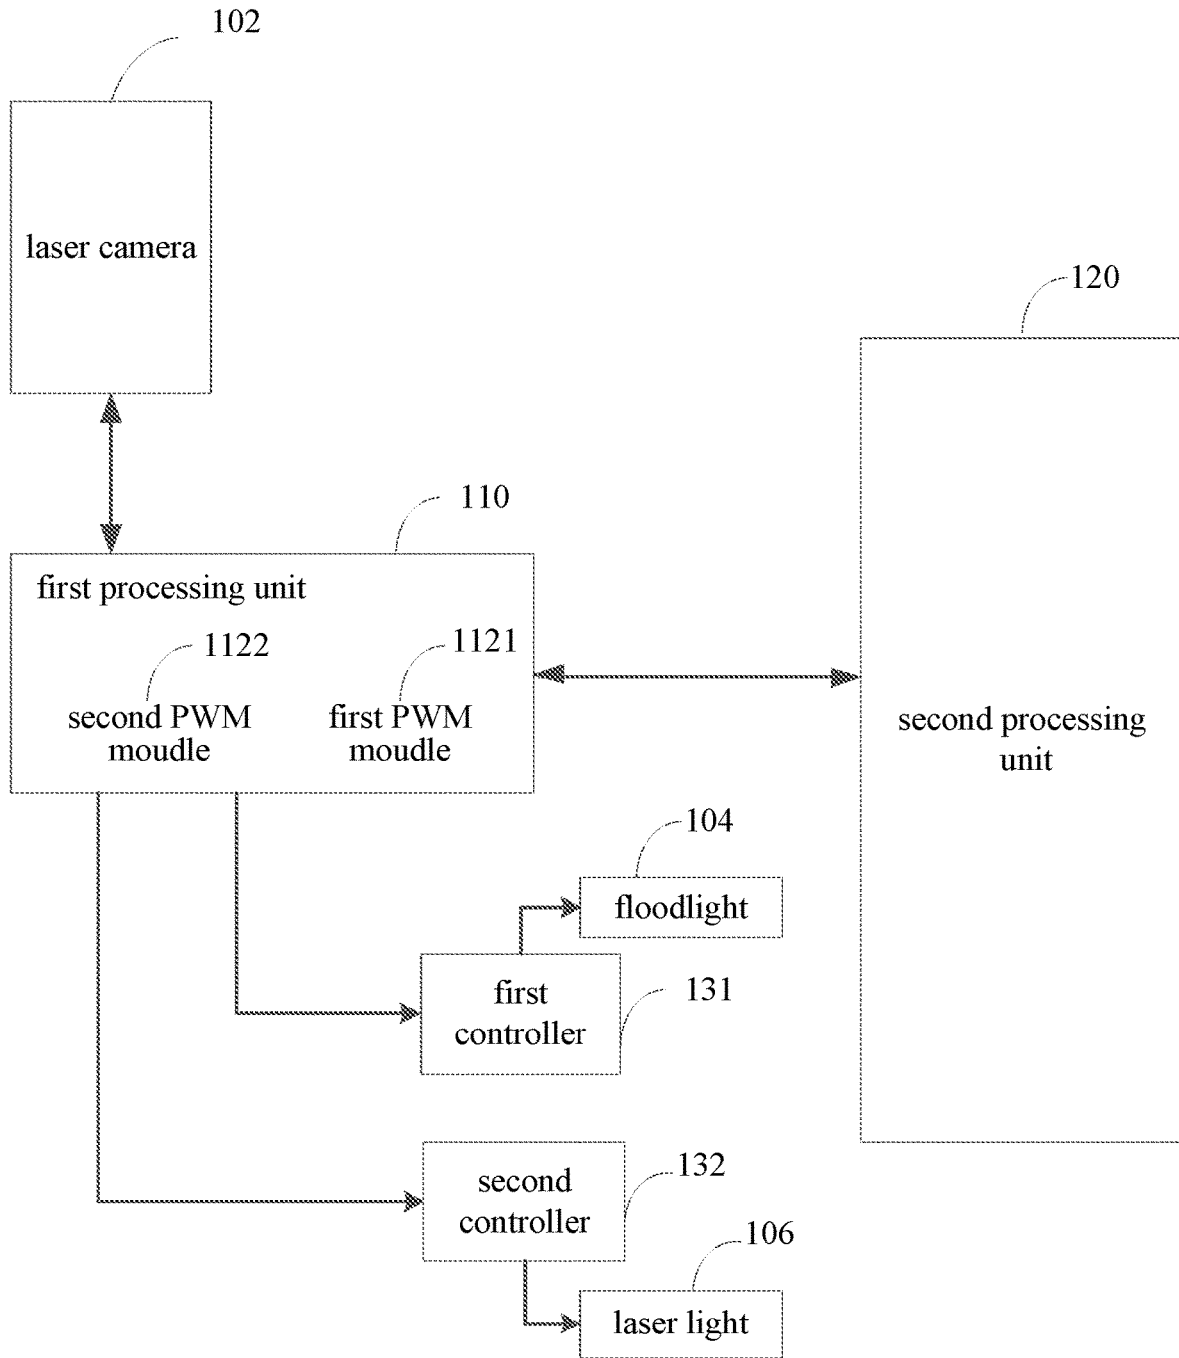 102
laser camera
120
110
first processing unit
1122
1121
second PWM
moudle
first PWM
moudle
second processing
unit
104
floodlight
first
controller
131
second
controller
132
106
laser light